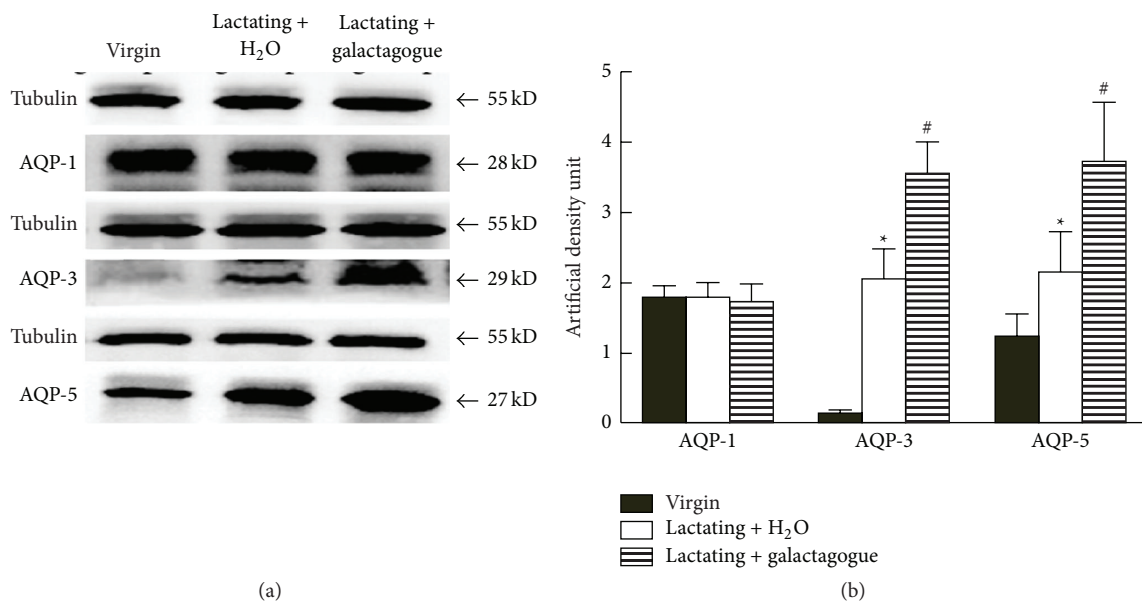 Virgin
Lactating +
H₂O
Lactating +
galactagogue
Tubulin ← 55 kD
AQP-1 ← 28 kD
Tubulin ← 55 kD
AQP-3 ← 29 kD
Tubulin ← 55 kD
AQP-5 ← 27 kD
(a)
Artificial density unit
5
4
3
2
1
0
*
#
*
#
AQP-1 AQP-3 AQP-5
Virgin
Lactating + H₂O
Lactating + galactagogue
(b)